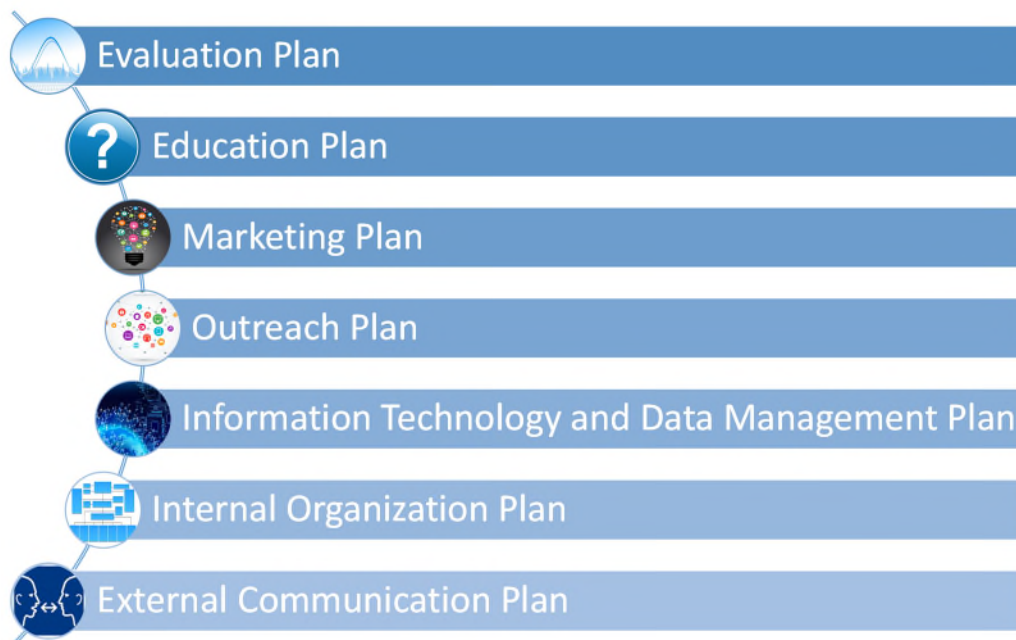 Evaluation Plan
?
Education Plan
Marketing Plan
Outreach Plan
Information Technology and Data Management Plan
Internal Organization Plan
External Communication Plan